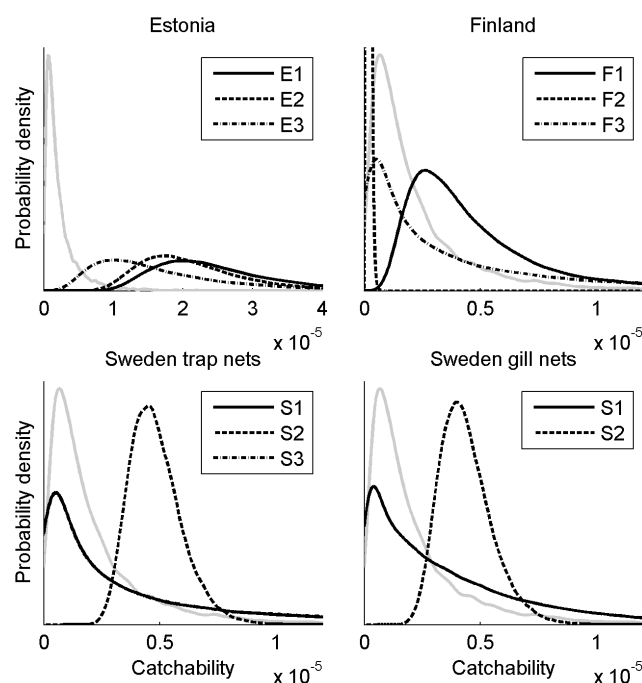 Estonia
Probability density
E1
E2
E3
0 1 2 3 4
x 10^-5
Finland
F1
F2
F3
0 0.5 1
x 10^-5
Sweden trap nets
Probability density
S1
S2
S3
0 0.5 1
Catchability
x 10^-5
Sweden gill nets
S1
S2
0 0.5 1
Catchability
x 10^-5